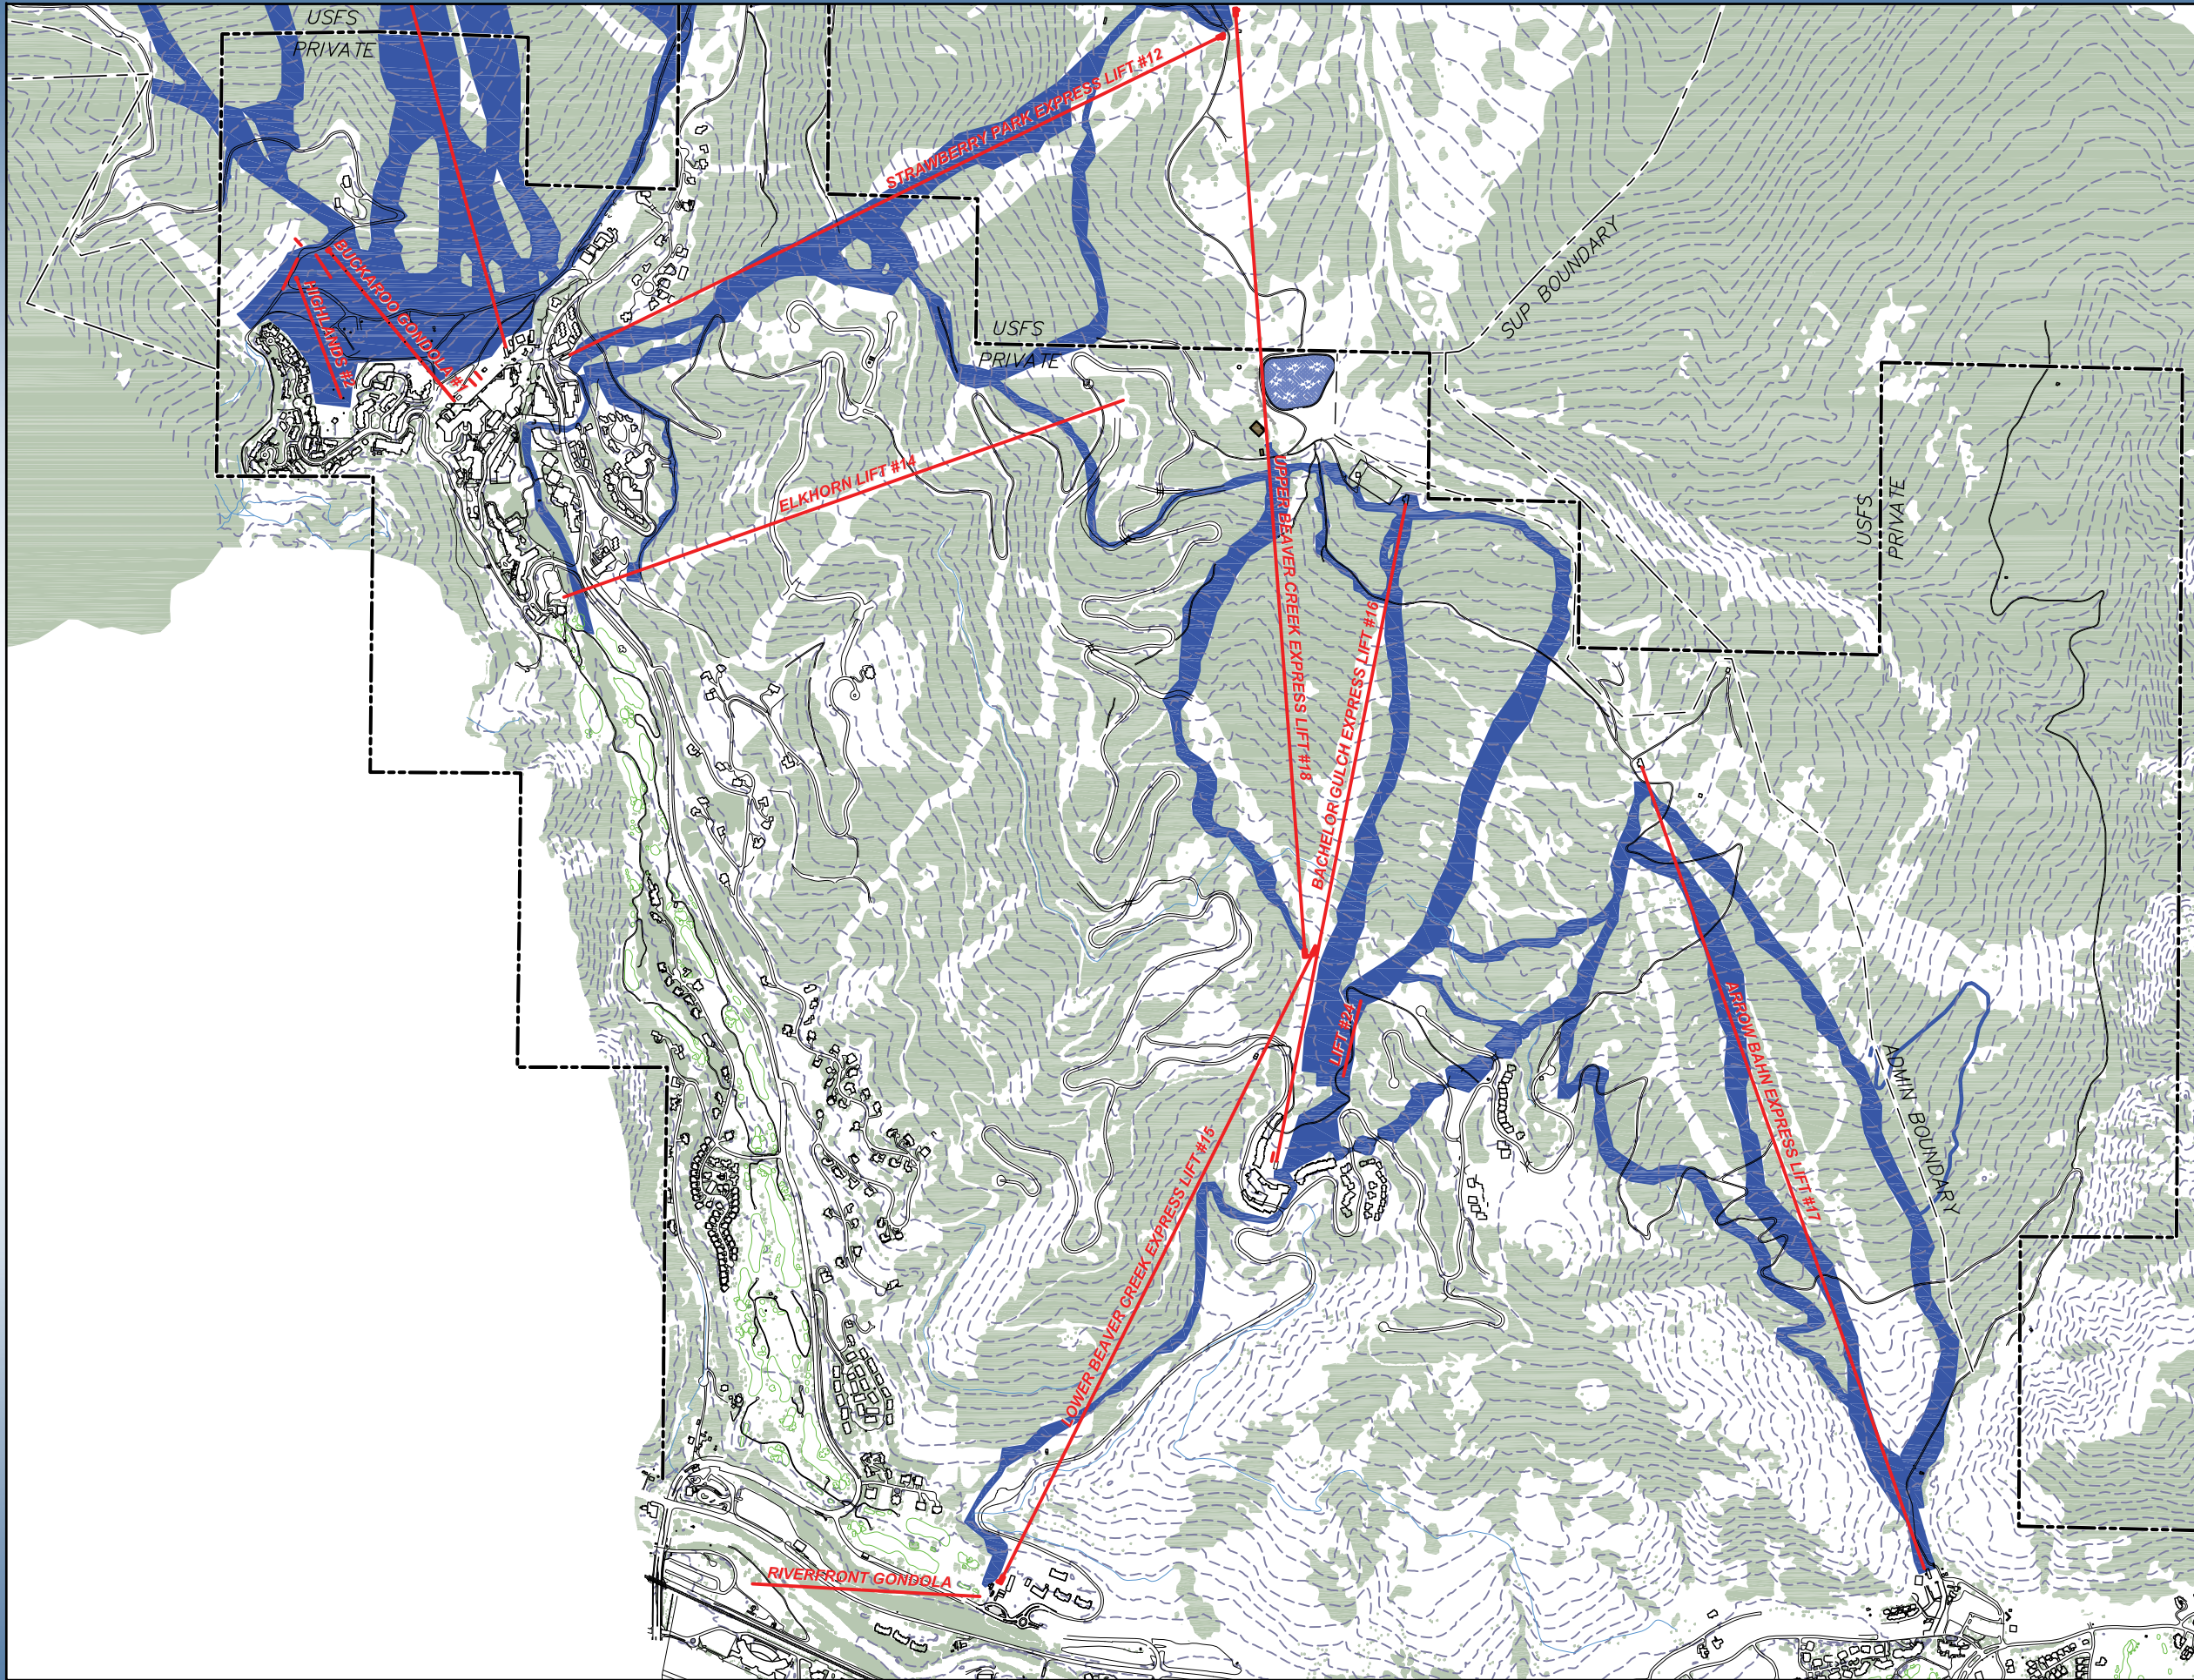 USFS
PRIVATE
STRAWBERRY PARK EXPRESS LIFT #12
SUP BOUNDARY
BUCKAROO GONDOLA #1
HIGHLANDS #2
USFS
PRIVATE
ELKHORN LIFT #14
UPPER BEAVER CREEK EXPRESS LIFT #18
USFS
PRIVATE
BACHELOR GULCH EXPRESS LIFT #16
LIFT #24
ARROW BAHN EXPRESS LIFT #17
ADMIN BOUNDARY
LOWER BEAVER CREEK EXPRESS LIFT #15
RIVERFRONT GONDOLA